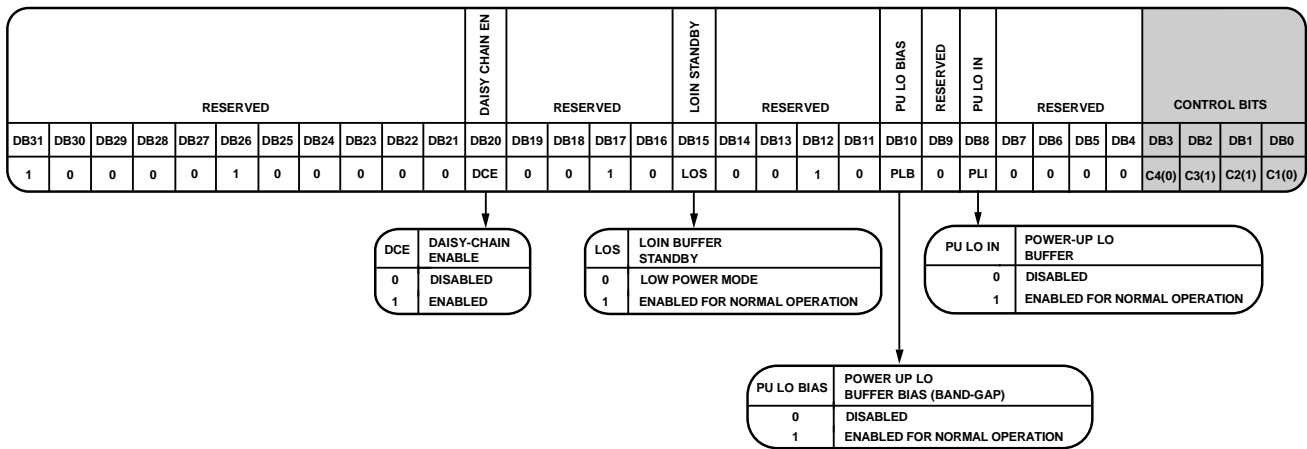 RESERVED DAISY CHAIN EN RESERVED LOIN STANDBY RESERVED PU LO BIAS RESERVED PU LO IN RESERVED CONTROL BITS
DB31 DB30 DB29 DB28 DB27 DB26 DB25 DB24 DB23 DB22 DB21 DB20 DB19 DB18 DB17 DB16 DB15 DB14 DB13 DB12 DB11 DB10 DB9 DB8 DB7 DB6 DB5 DB4 DB3 DB2 DB1 DB0
1 0 0 0 0 1 0 0 0 0 0 DCE 0 0 1 0 LOS 0 0 1 0 PLB 0 PLI 0 0 0 0 C4(0) C3(1) C2(1) C1(0)
DCE DAISY-CHAIN
ENABLE
0 DISABLED
1 ENABLED
LOS LOIN BUFFER
STANDBY
0 LOW POWER MODE
1 ENABLED FOR NORMAL OPERATION
PU LO IN POWER-UP LO
BUFFER
0 DISABLED
1 ENABLED FOR NORMAL OPERATION
PU LO BIAS POWER UP LO
BUFFER BIAS (BAND-GAP)
0 DISABLED
1 ENABLED FOR NORMAL OPERATION